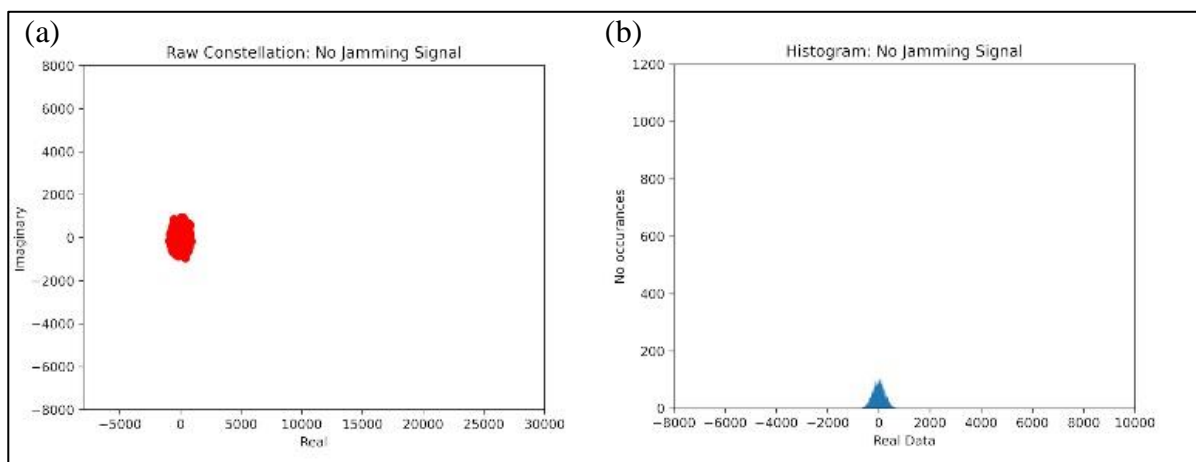 (a)
Raw Constellation: No Jamming Signal
8000
6000
4000
2000
0
−2000
−4000
−6000
−8000
Imaginary
−5000 0 5000 10000 15000 20000 25000 30000
Real
(b)
Histogram: No Jamming Signal
1200
1000
800
600
400
200
0
No occurances
−8000 −6000 −4000 −2000 0 2000 4000 6000 8000 10000
Real Data